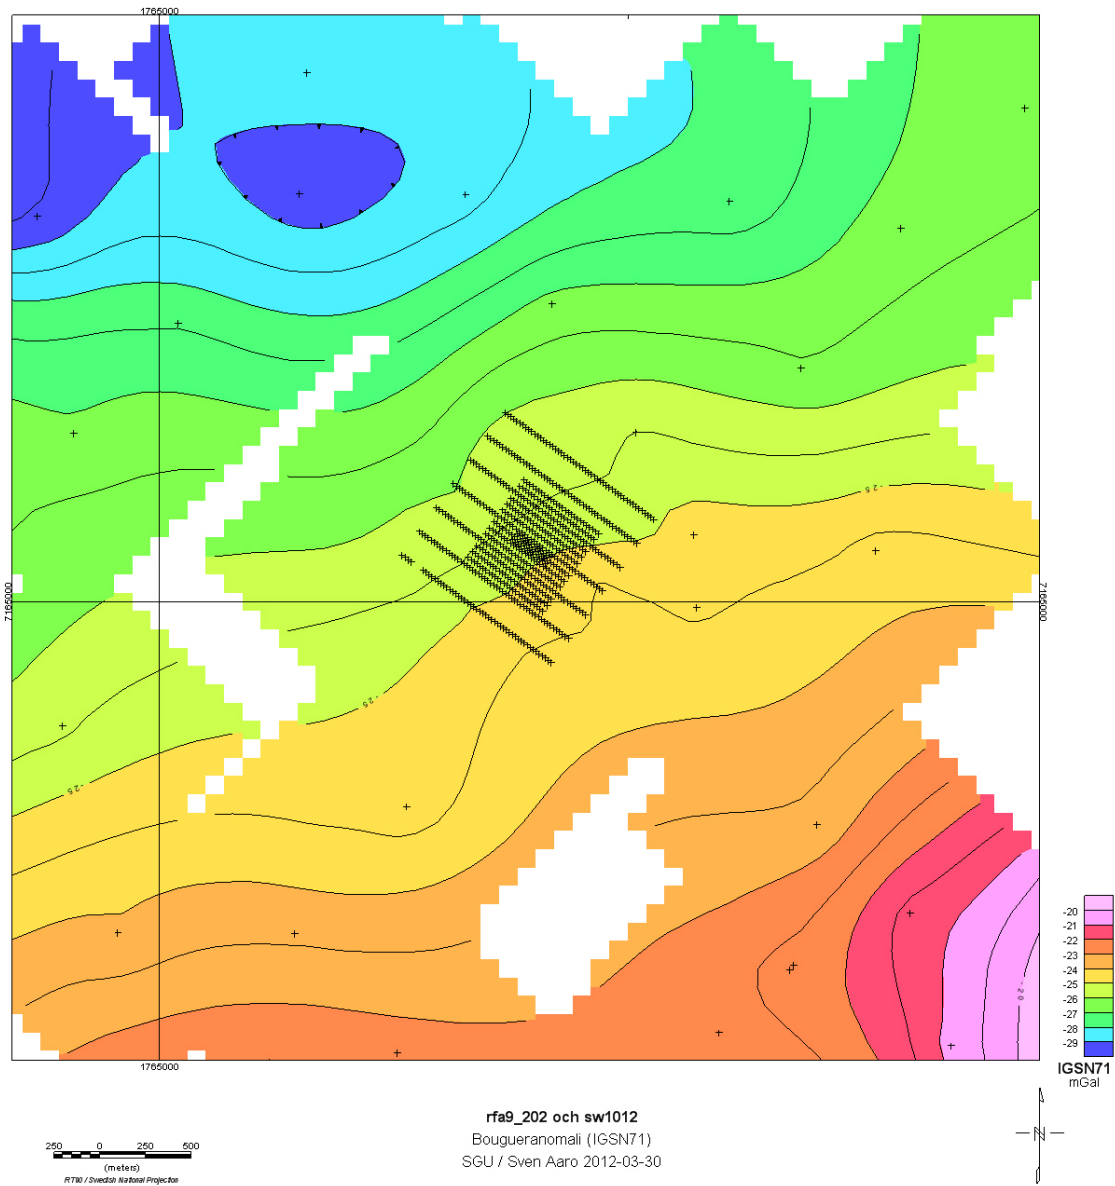 1765000
-25
7165000
7165000
-25
-25
-20
-20
-21
-22
-23
-24
-25
-26
-27
-28
-29
IGSN71
mGal
1765000
rfa9_202 och sw1012
Bougueranomali (IGSN71)
SGU / Sven Aaro 2012-03-30
250 0 250 500
(meters)
RT90 / Swedish National Projection
N